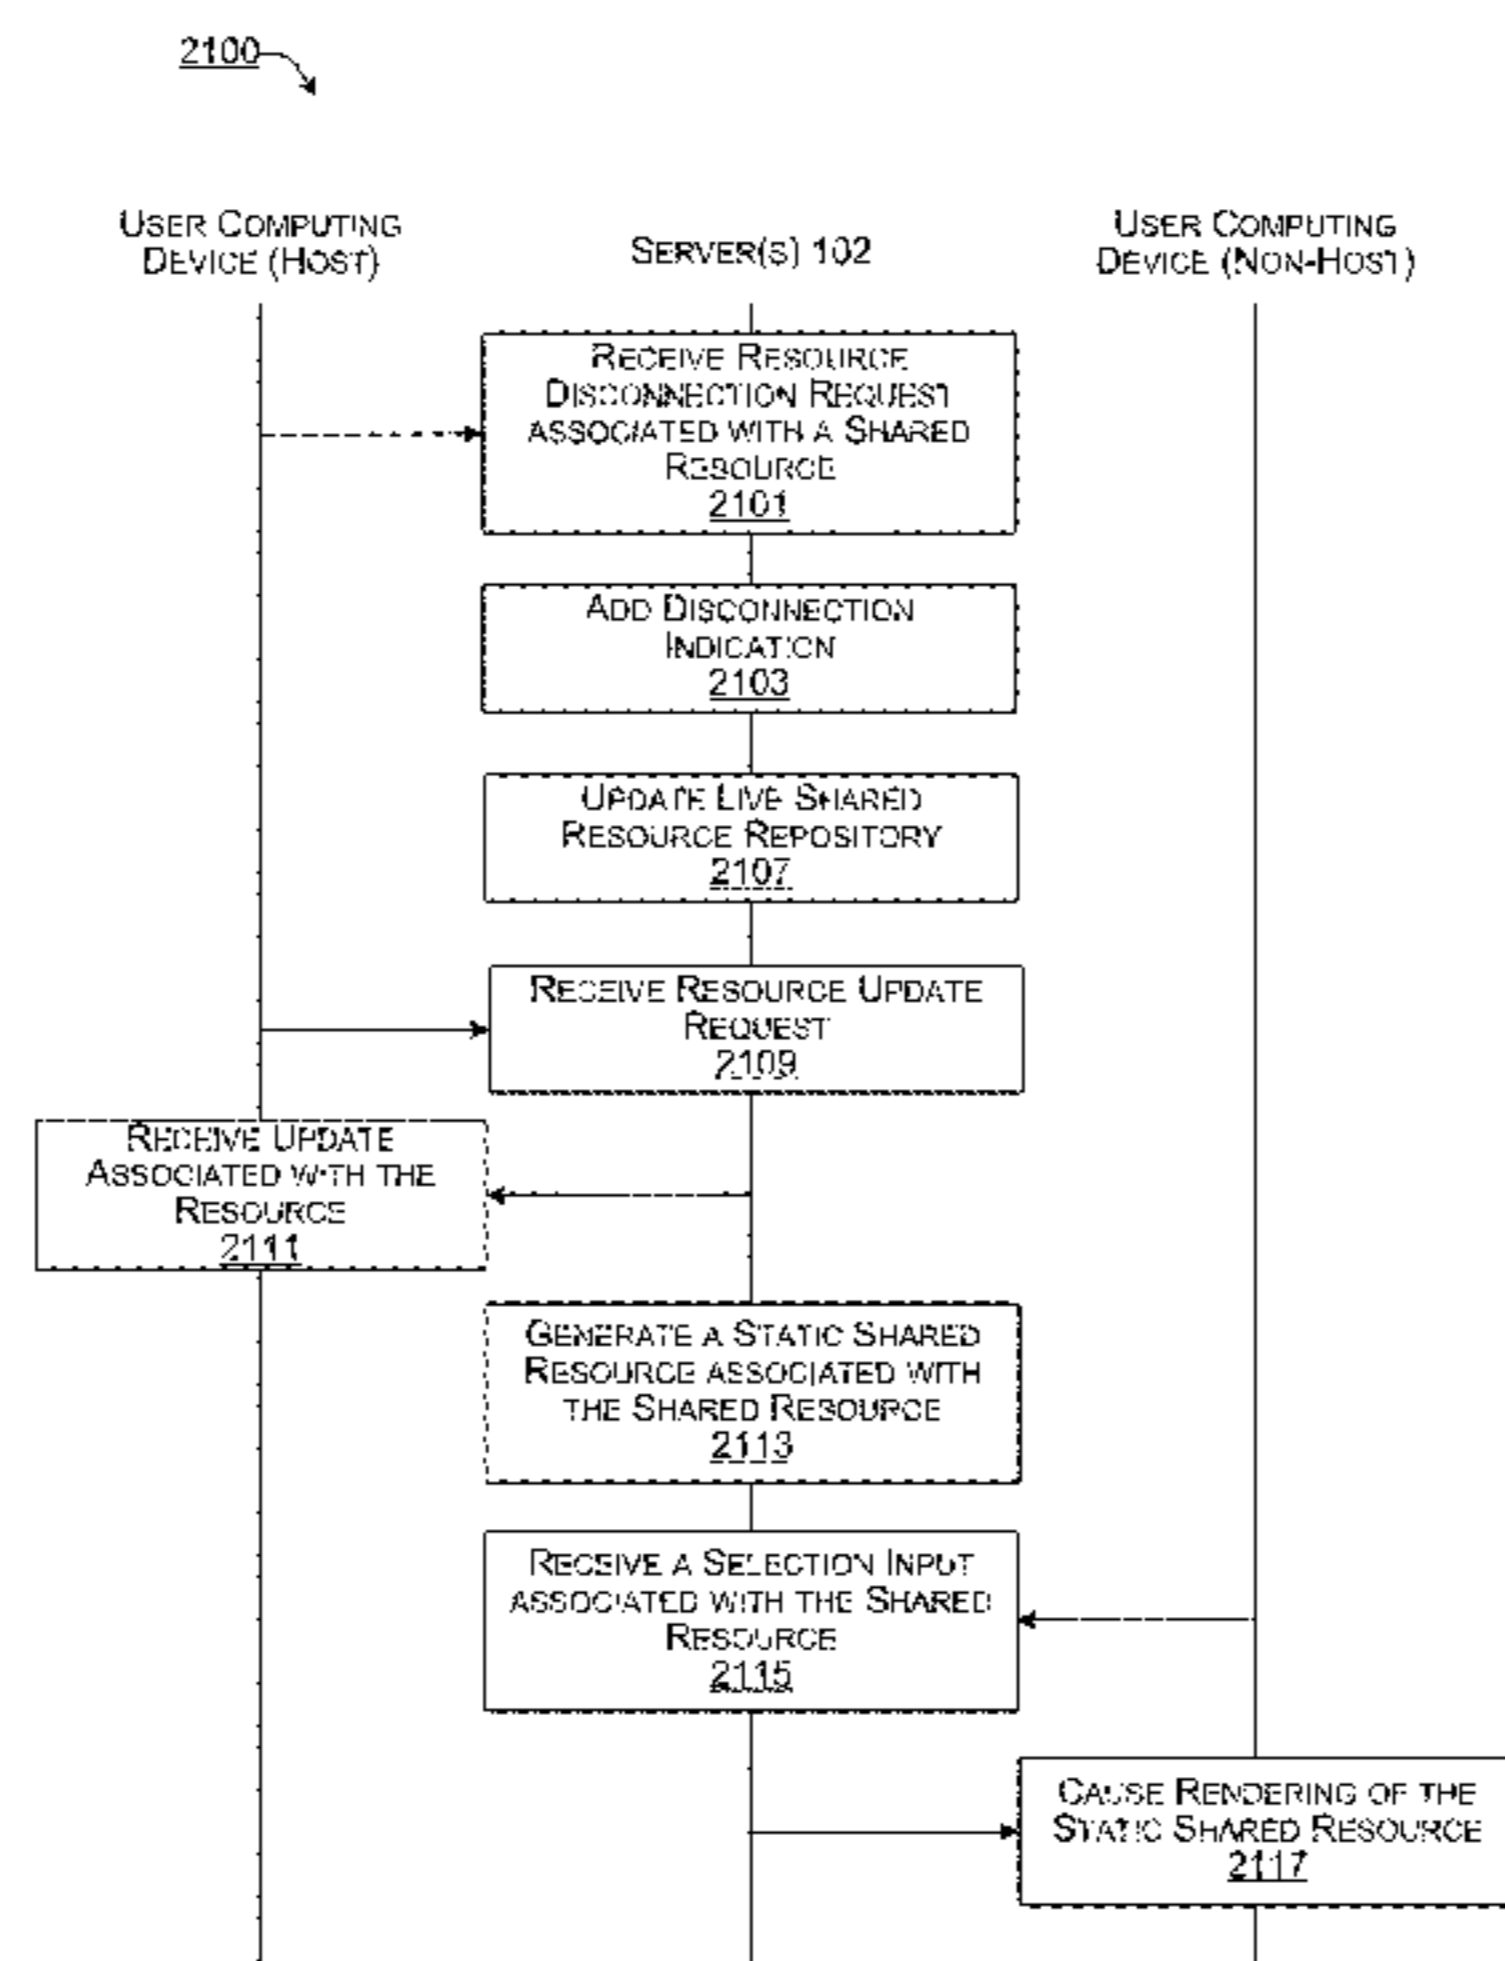 2100
USER COMPUTING
DEVICE (HOST)
SERVER(S) 102
USER COMPUTING
DEVICE (NON-HOST)
RECEIVE RESOURCE
DISCONNECTION REQUEST
ASSOCIATED WITH A SHARED
RESOURCE
2101
ADD DISCONNECTION
INDICATION
2103
UPDATE LIVE SHARED
RESOURCE REPOSITORY
2107
RECEIVE RESOURCE UPDATE
REQUEST
2109
RECEIVE UPDATE
ASSOCIATED WITH THE
RESOURCE
2111
GENERATE A STATIC SHARED
RESOURCE ASSOCIATED WITH
THE SHARED RESOURCE
2113
RECEIVE A SELECTION INPUT
ASSOCIATED WITH THE SHARED
RESOURCE
2115
CAUSE RENDERING OF THE
STATIC SHARED RESOURCE
2117